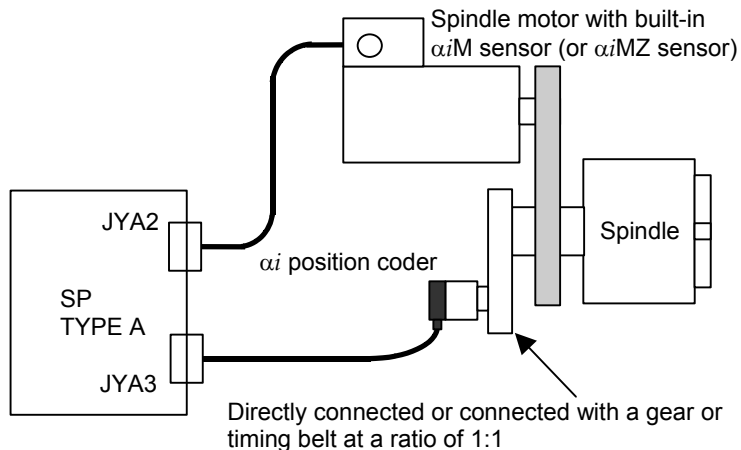 Spindle motor with built-in
αiM sensor (or αiMZ sensor)
JYA2
Spindle
αi position coder
SP
TYPE A
JYA3
Directly connected or connected with a gear or
timing belt at a ratio of 1:1